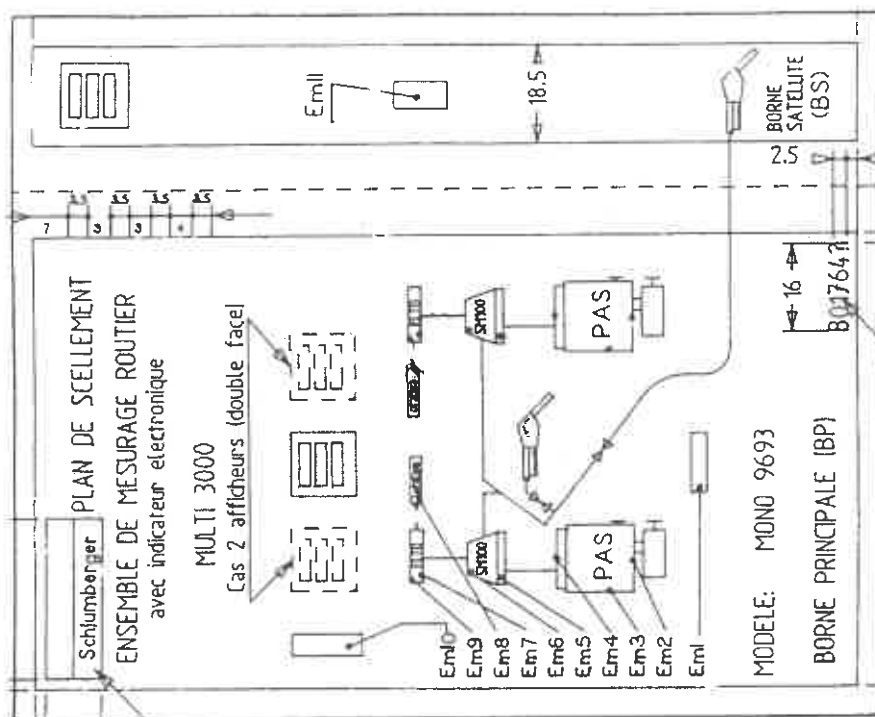 Schlumberger
PLAN DE SCELLEMENT
ENSEMBLE DE MESURAGE ROUTIER
avec indicateur electronique
MULTI 3000
Cas 2 afficheurs (double face)
7
3.5
3
3.5
3
3.5
3.5
Em10
Em9
Em8
Em7
Em6
Em5
Em4
Em3
Em2
Em1
SM100
SM100
PAS
PAS
MODELE: MONO 9693
BORNE PRINCIPALE (BP)
16
2.5
Em11
18.5
BORNE
SATELLITE
(BS)